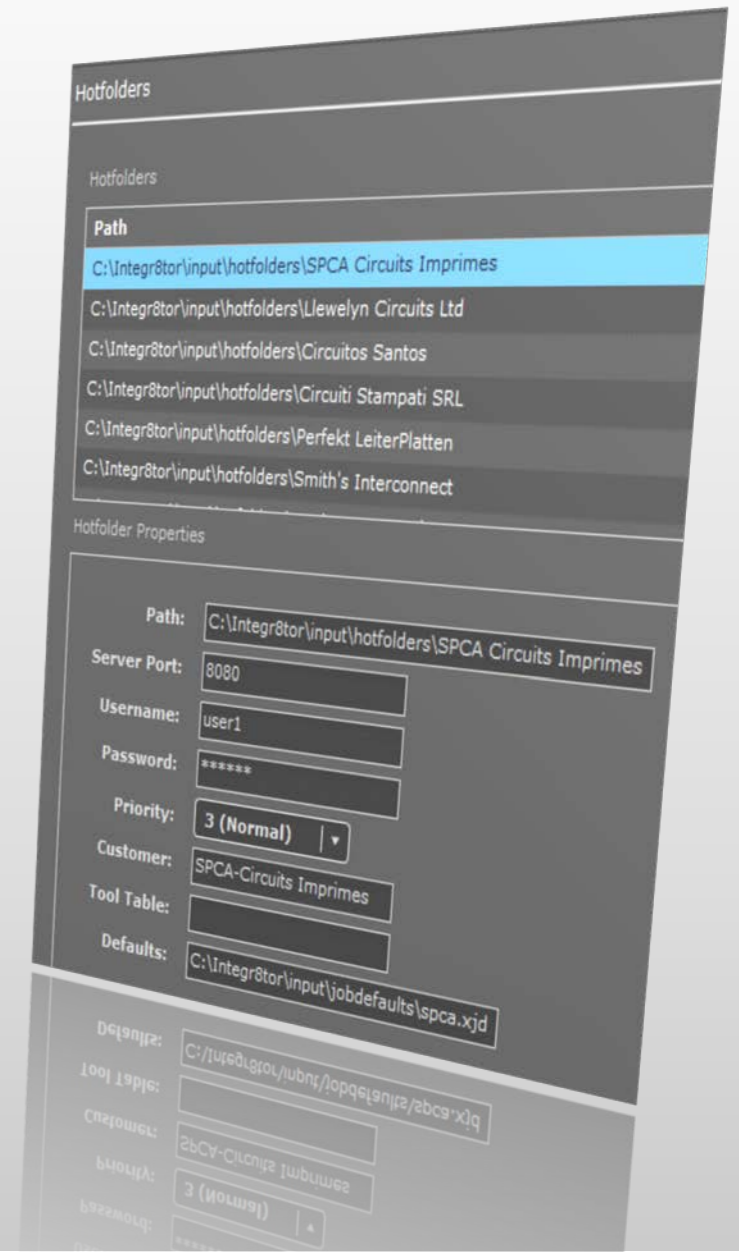 Hotfolders
Hotfolders
Path
C:\Integr8tor\input\hotfolders\SPCA Circuits Imprimes
C:\Integr8tor\input\hotfolders\Llewelyn Circuits Ltd
C:\Integr8tor\input\hotfolders\Circuitos Santos
C:\Integr8tor\input\hotfolders\Circuiti Stampati SRL
C:\Integr8tor\input\hotfolders\Perfekt LeiterPlatten
C:\Integr8tor\input\hotfolders\Smith's Interconnect
Hotfolder Properties
Path: C:\Integr8tor\input\hotfolders\SPCA Circuits Imprimes
Server Port: 8080
Username: user1
Password: ******
Priority: 3 (Normal)
Customer: SPCA-Circuits Imprimes
Tool Table:
Defaults: C:\Integr8tor\input\jobdefaults\spca.xjd